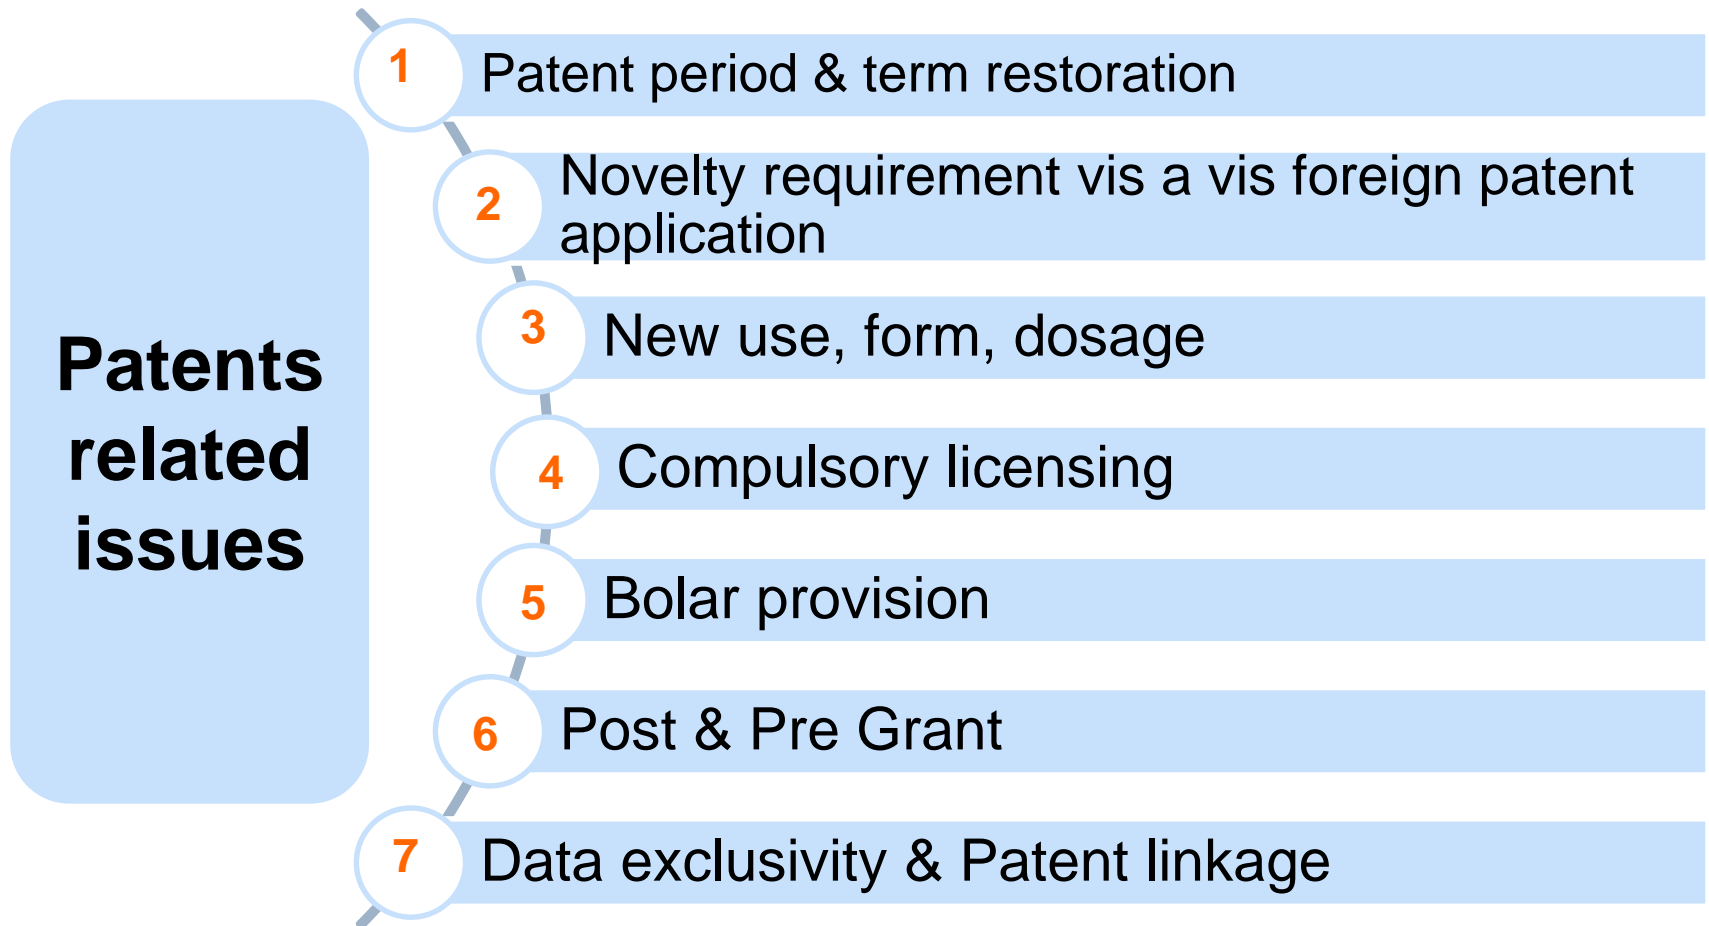 Patents
related
issues
1
Patent period & term restoration
2
Novelty requirement vis a vis foreign patent
application
3
New use, form, dosage
4
Compulsory licensing
5
Bolar provision
6
Post & Pre Grant
7
Data exclusivity & Patent linkage